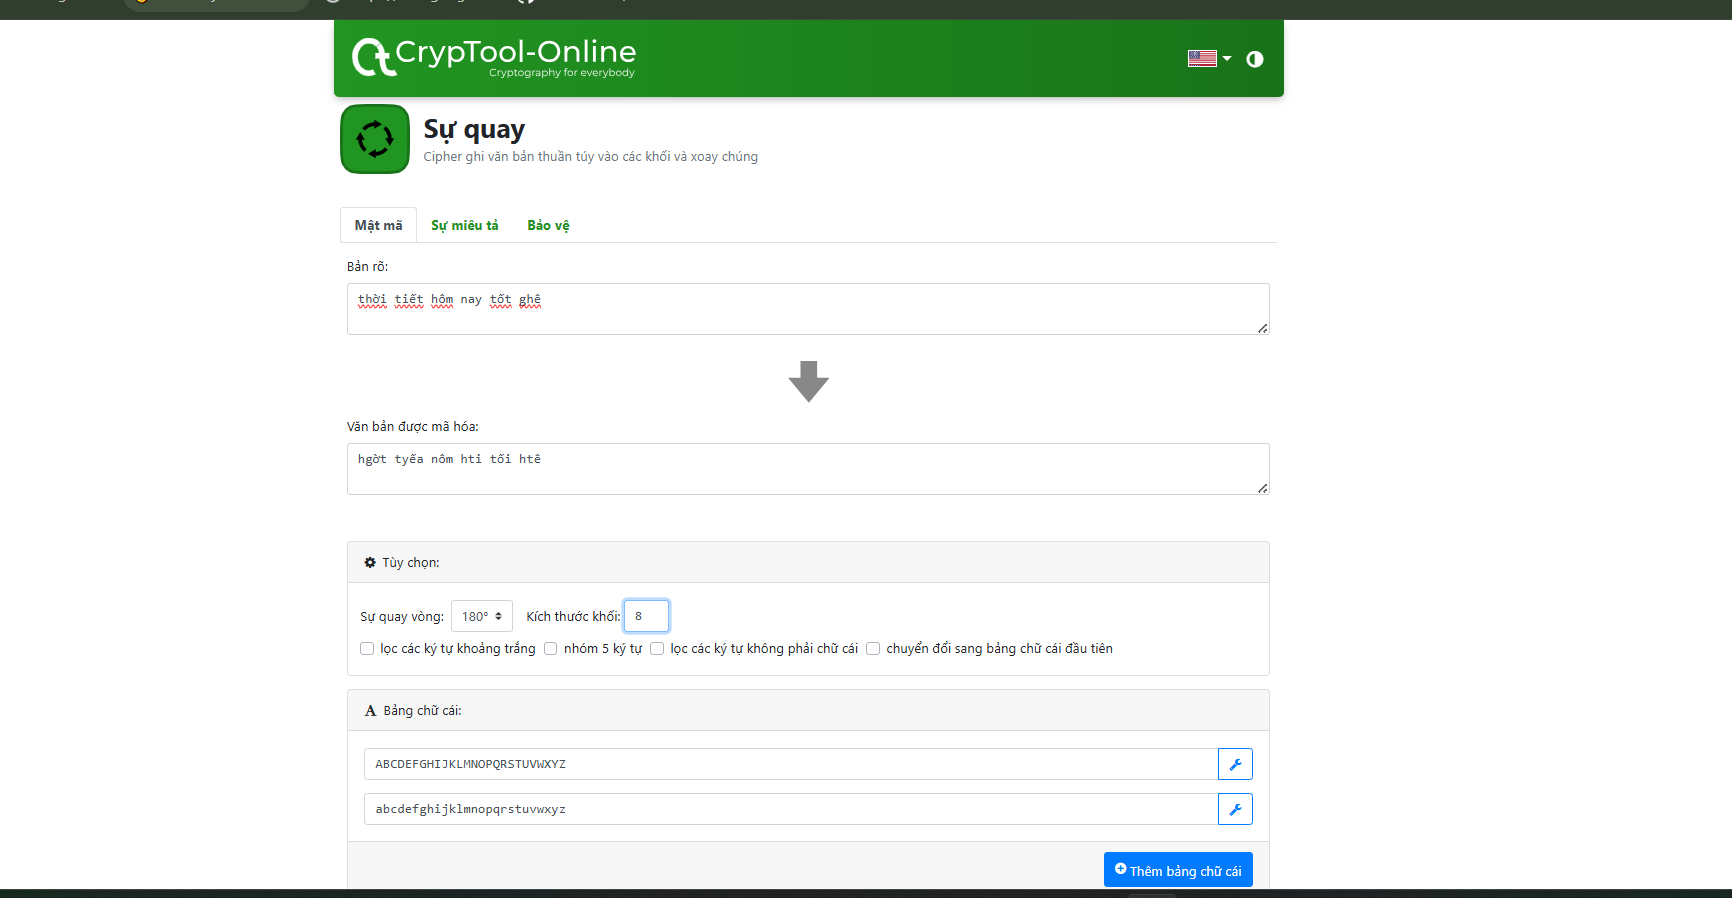 CrypTool-Online
Cryptography for everybody
Sự quay
Cipher ghi văn bản thuần túy vào các khối và xoay chúng
Mật mã Sự miêu tả Bảo vệ
Bản rõ:
thời tiết hôm nay tốt ghê
Văn bản được mã hóa:
hgờt tyếa nôm hti tối htê
Tùy chọn:
Sự quay vòng: 180° Kích thước khối: 8
lọc các ký tự khoảng trắng nhóm 5 ký tự lọc các ký tự không phải chữ cái chuyển đổi sang bảng chữ cái đầu tiên
A Bảng chữ cái:
ABCDEFGHIJKLMNOPQRSTUVWXYZ
abcdefghijklmnopqrstuvwxyz
Thêm bảng chữ cái